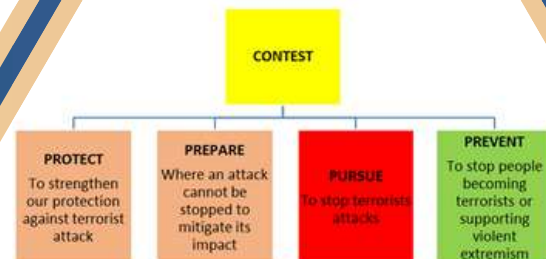 CONTEST
PROTECT
To strengthen
our protection
against terrorist
attack
PREPARE
Where an attack
cannot be
stopped to
mitigate its
impact
PURSUE
To stop terrorists
attacks
PREVENT
To stop people
becoming
terrorists or
supporting
violent
extremism